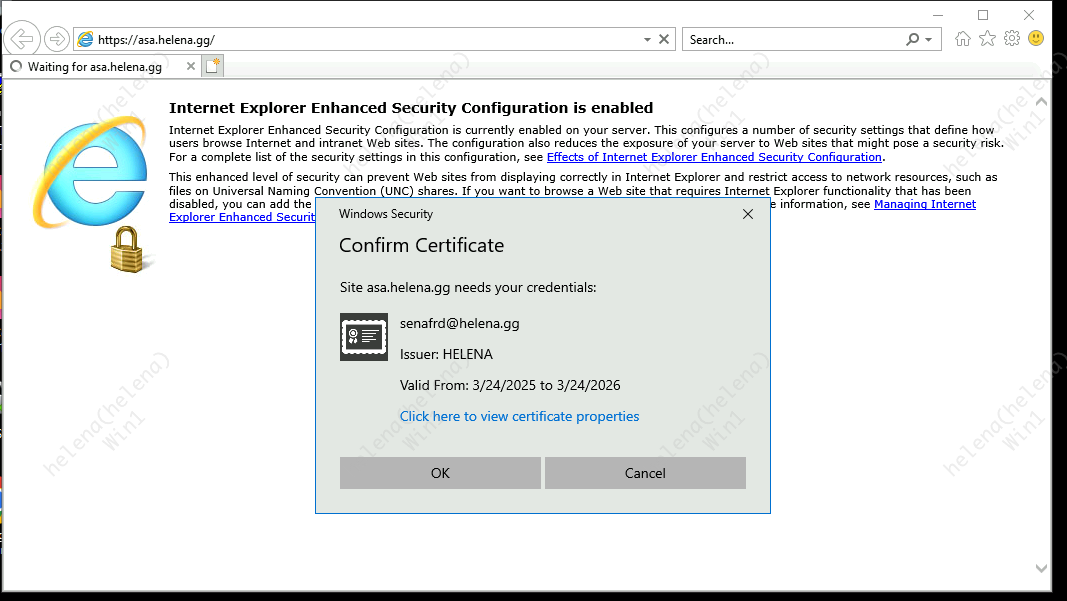 https://asa.helena.gg/
Search...
Waiting for asa.helena.gg
Internet Explorer Enhanced Security Configuration is enabled
Internet Explorer Enhanced Security Configuration is currently enabled on your server. This configures a number of security settings that define how
users browse Internet and intranet Web sites. The configuration also reduces the exposure of your server to Web sites that might pose a security risk.
For a complete list of the security settings in this configuration, see Effects of Internet Explorer Enhanced Security Configuration.
This enhanced level of security can prevent Web sites from displaying correctly in Internet Explorer and restrict access to network resources, such as
files on Universal Naming Convention (UNC) shares. If you want to browse a Web site that requires Internet Explorer functionality that has been
disabled, you can add the
information, see Managing Internet
Explorer Enhanced
Windows Security
Confirm Certificate
Site asa.helena.gg needs your credentials:
senafrd@helena.gg
Issuer: HELENA
Valid From: 3/24/2025 to 3/24/2026
Click here to view certificate properties
OK
Cancel
helena(helena)
Win1
helena(helena)
Win1
helena(helena)
Win1
helena(helena)
Win1